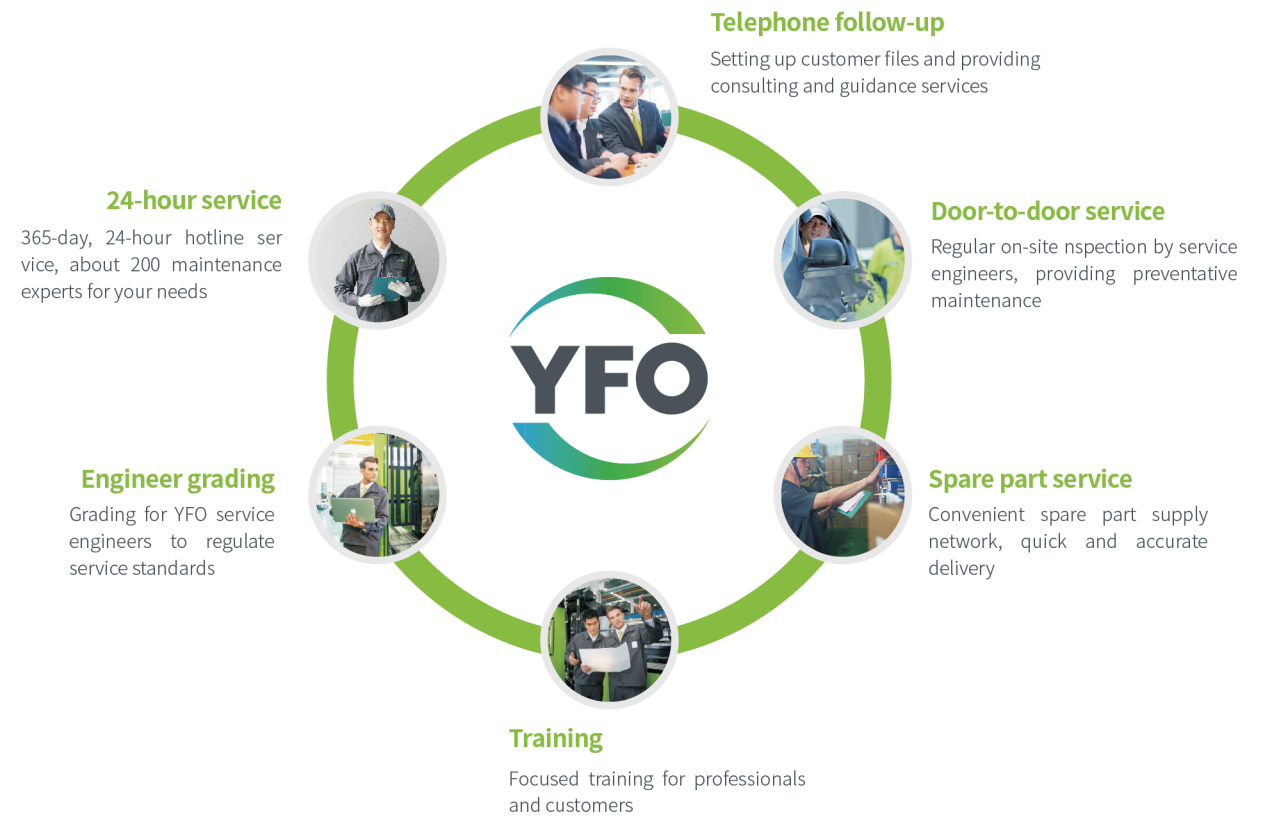 Telephone follow-up
Setting up customer files and providing
consulting and guidance services
24-hour service
365-day, 24-hour hotline ser
vice, about 200 maintenance
experts for your needs
Door-to-door service
Regular on-site nspection by service
engineers, providing preventative
maintenance
YFO
Engineer grading
Grading for YFO service
engineers to regulate
service standards
Spare part service
Convenient spare part supply
network, quick and accurate
delivery
Training
Focused training for professionals
and customers